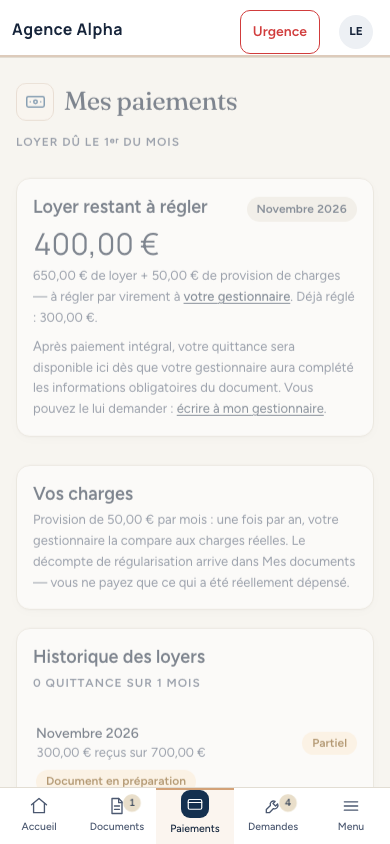 Agence Alpha
Urgence
LE
Mes paiements
LOYER DÛ LE 1er DU MOIS
Loyer restant à régler
Novembre 2026
400,00 €
650,00 € de loyer + 50,00 € de provision de charges
— à régler par virement à votre gestionnaire. Déjà réglé
: 300,00 €.
Après paiement intégral, votre quittance sera
disponible ici dès que votre gestionnaire aura complété
les informations obligatoires du document. Vous
pouvez le lui demander : écrire à mon gestionnaire.
Vos charges
Provision de 50,00 € par mois : une fois par an, votre
gestionnaire la compare aux charges réelles. Le
décompte de régularisation arrive dans Mes documents
— vous ne payez que ce qui a été réellement dépensé.
Historique des loyers
0 QUITTANCE SUR 1 MOIS
Novembre 2026
300,00 € reçus sur 700,00 €
Partiel
Document en préparation
1
4
Accueil
Documents
Paiements
Demandes
Menu